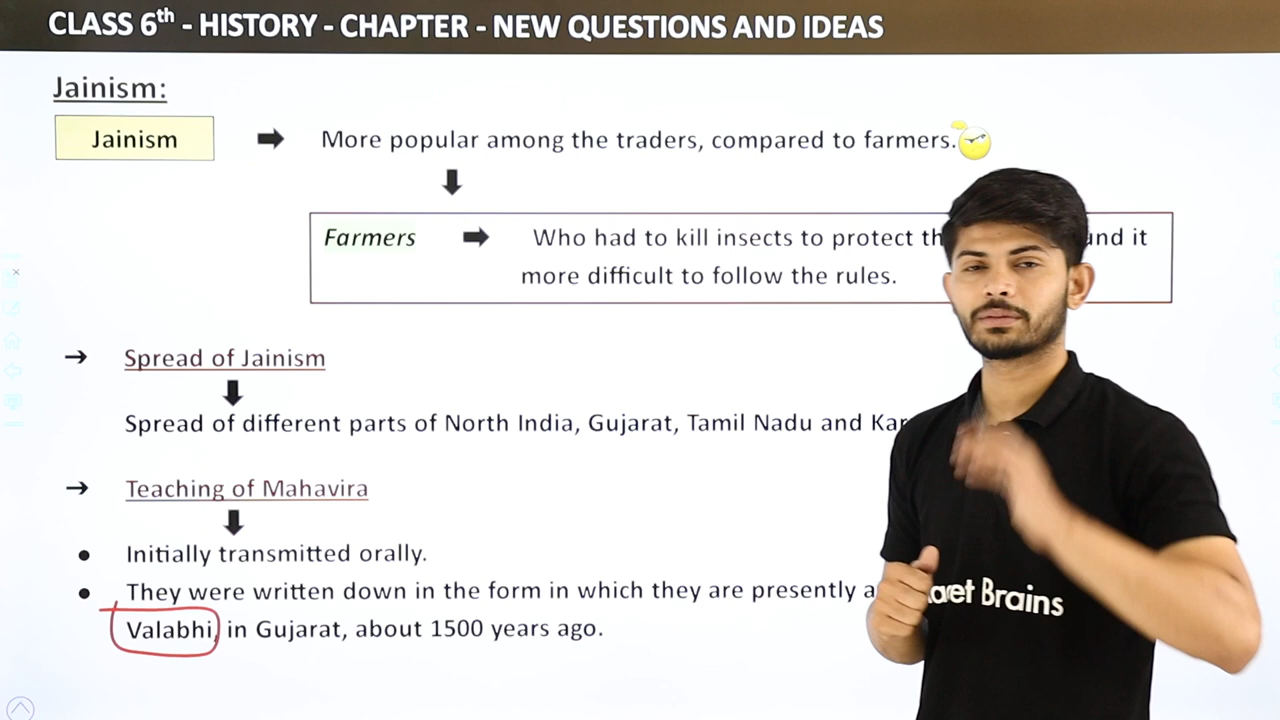 CLASS 6th - HISTORY - CHAPTER - NEW QUESTIONS AND IDEAS
Jainism:
Jainism → More popular among the traders, compared to farmers.
Farmers → Who had to kill insects to protect und it
more difficult to follow the rules.
→ Spread of Jainism
Spread of different parts of North India, Gujarat, Tamil Nadu and
→ Teaching of Mahavira
• Initially transmitted orally.
• They were written down in the form in which they are presently
Valabhi, in Gujarat, about 1500 years ago.
Brains